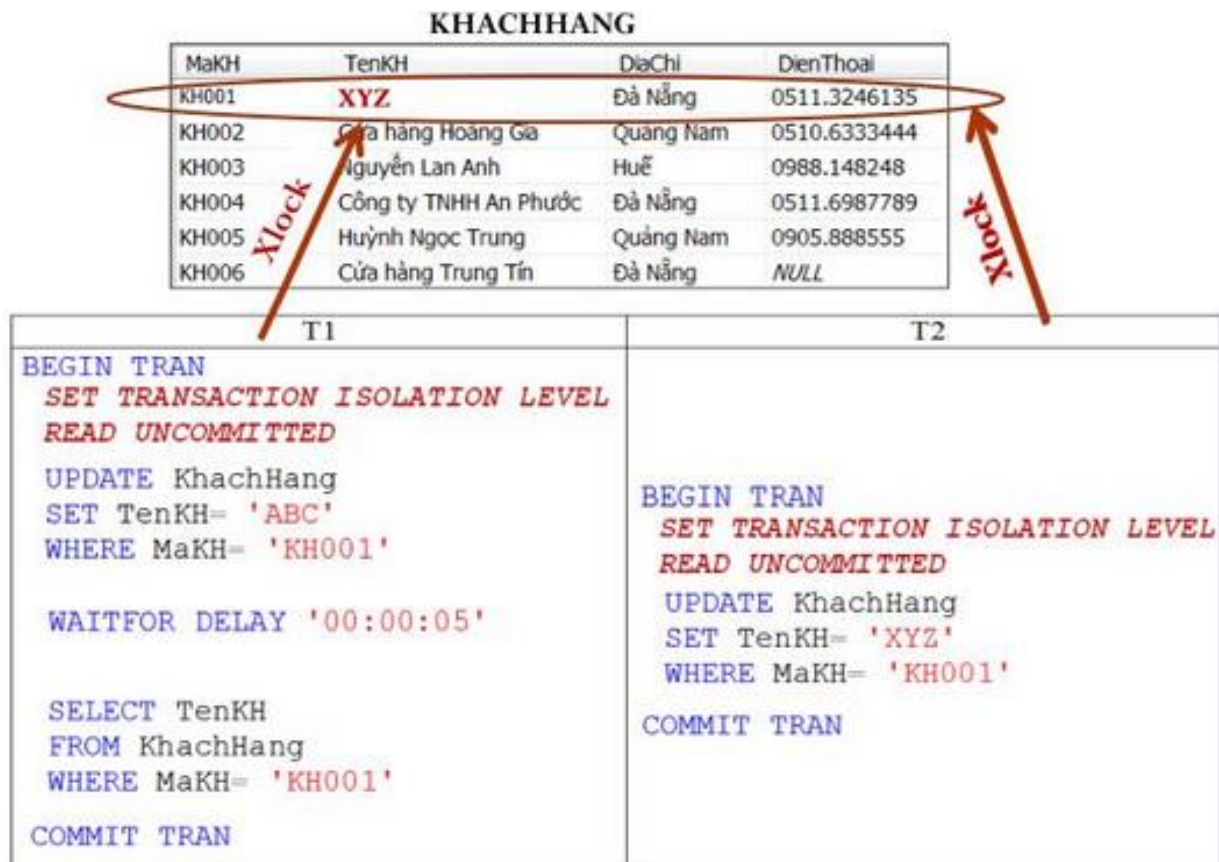 KHACHHANG
MaKH TenKH DiaChi DienThoai
KH001 XYZ Đà Nẵng 0511.3246135
KH002 Cửa hàng Hoàng Gia Quảng Nam 0510.6333444
KH003 Nguyễn Lan Anh Huế 0988.148248
KH004 Công ty TNHH An Phước Đà Nẵng 0511.6987789
KH005 Huỳnh Ngọc Trung Quảng Nam 0905.888555
KH006 Cửa hàng Trung Tín Đà Nẵng NULL
Xlock
Xlock
T1
BEGIN TRAN
SET TRANSACTION ISOLATION LEVEL
READ UNCOMMITTED
UPDATE KhachHang
SET TenKH= 'ABC'
WHERE MaKH= 'KH001'
WAITFOR DELAY '00:00:05'
SELECT TenKH
FROM KhachHang
WHERE MaKH= 'KH001'
COMMIT TRAN
T2
BEGIN TRAN
SET TRANSACTION ISOLATION LEVEL
READ UNCOMMITTED
UPDATE KhachHang
SET TenKH= 'XYZ'
WHERE MaKH= 'KH001'
COMMIT TRAN